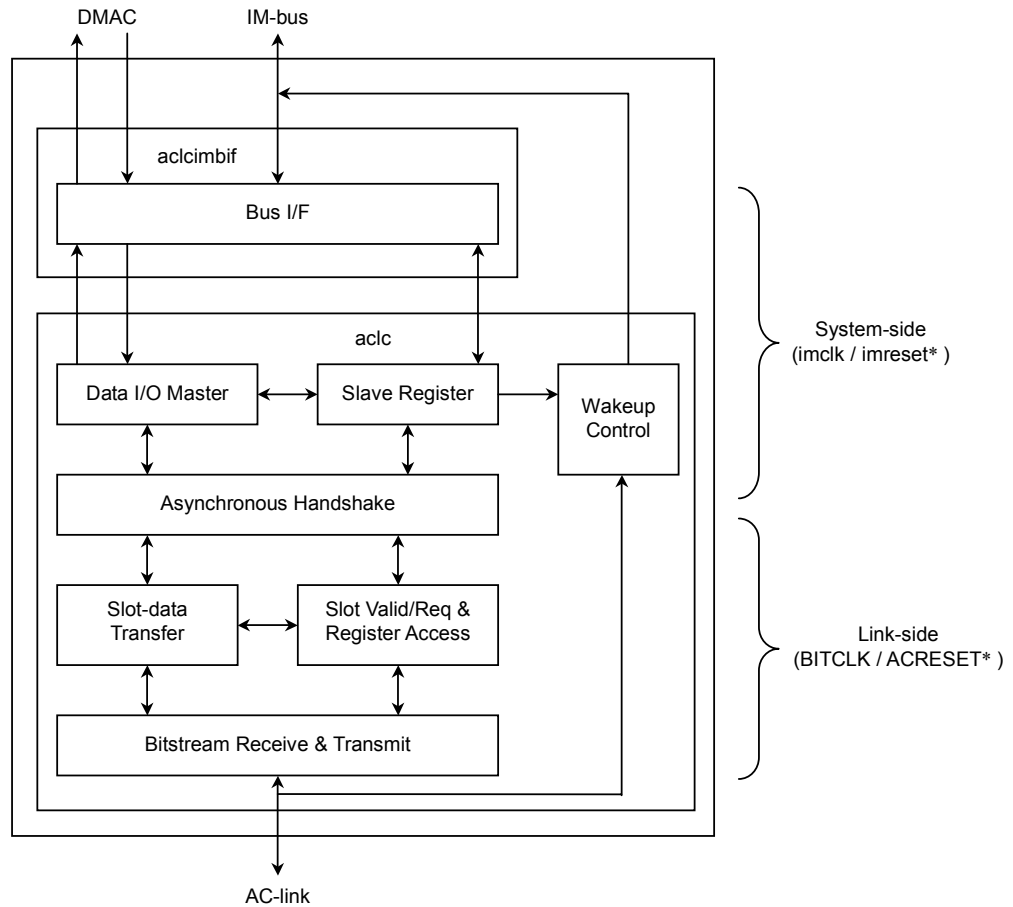 DMAC
IM-bus
aclcimbif
Bus I/F
aclc
Data I/O Master
Slave Register
Wakeup
Control
Asynchronous Handshake
Slot-data
Transfer
Slot Valid/Req &
Register Access
Bitstream Receive & Transmit
AC-link
System-side
(imclk / imreset* )
Link-side
(BITCLK / ACRESET* )